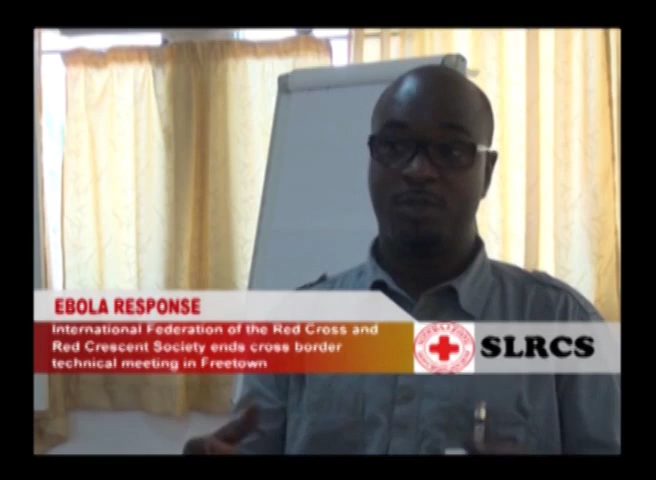 EBOLA RESPONSE
International Federation of the Red Cross and
Red Crescent Society ends cross border
technical meeting in Freetown
SLRCS